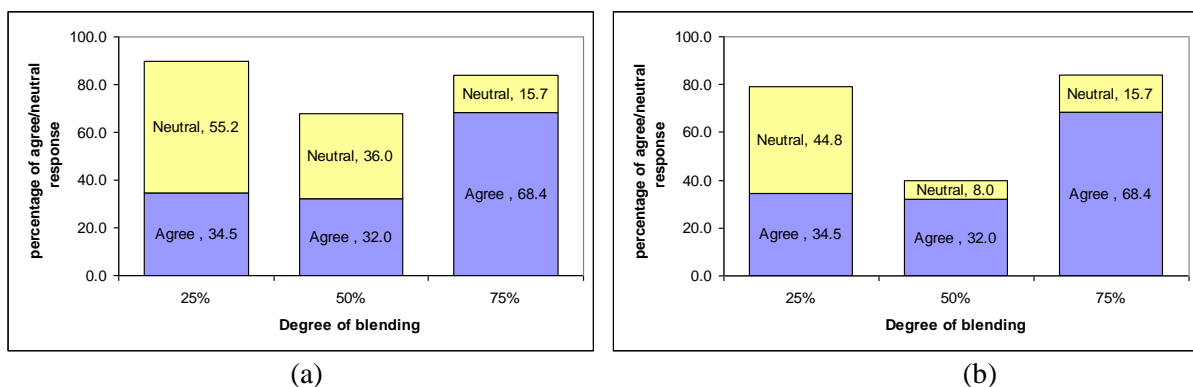 percentage of agree/neutral
response
100.0
80.0
60.0
40.0
20.0
0.0
Neutral, 55.2
Agree , 34.5
Neutral, 36.0
Agree , 32.0
Neutral, 15.7
Agree , 68.4
25%
50%
75%
Degree of blending
(a)
percentage of agree/neutral
response
100.0
80.0
60.0
40.0
20.0
0.0
Neutral, 44.8
Agree , 34.5
Neutral, 8.0
Agree , 32.0
Neutral, 15.7
Agree , 68.4
25%
50%
75%
Degree of blending
(b)